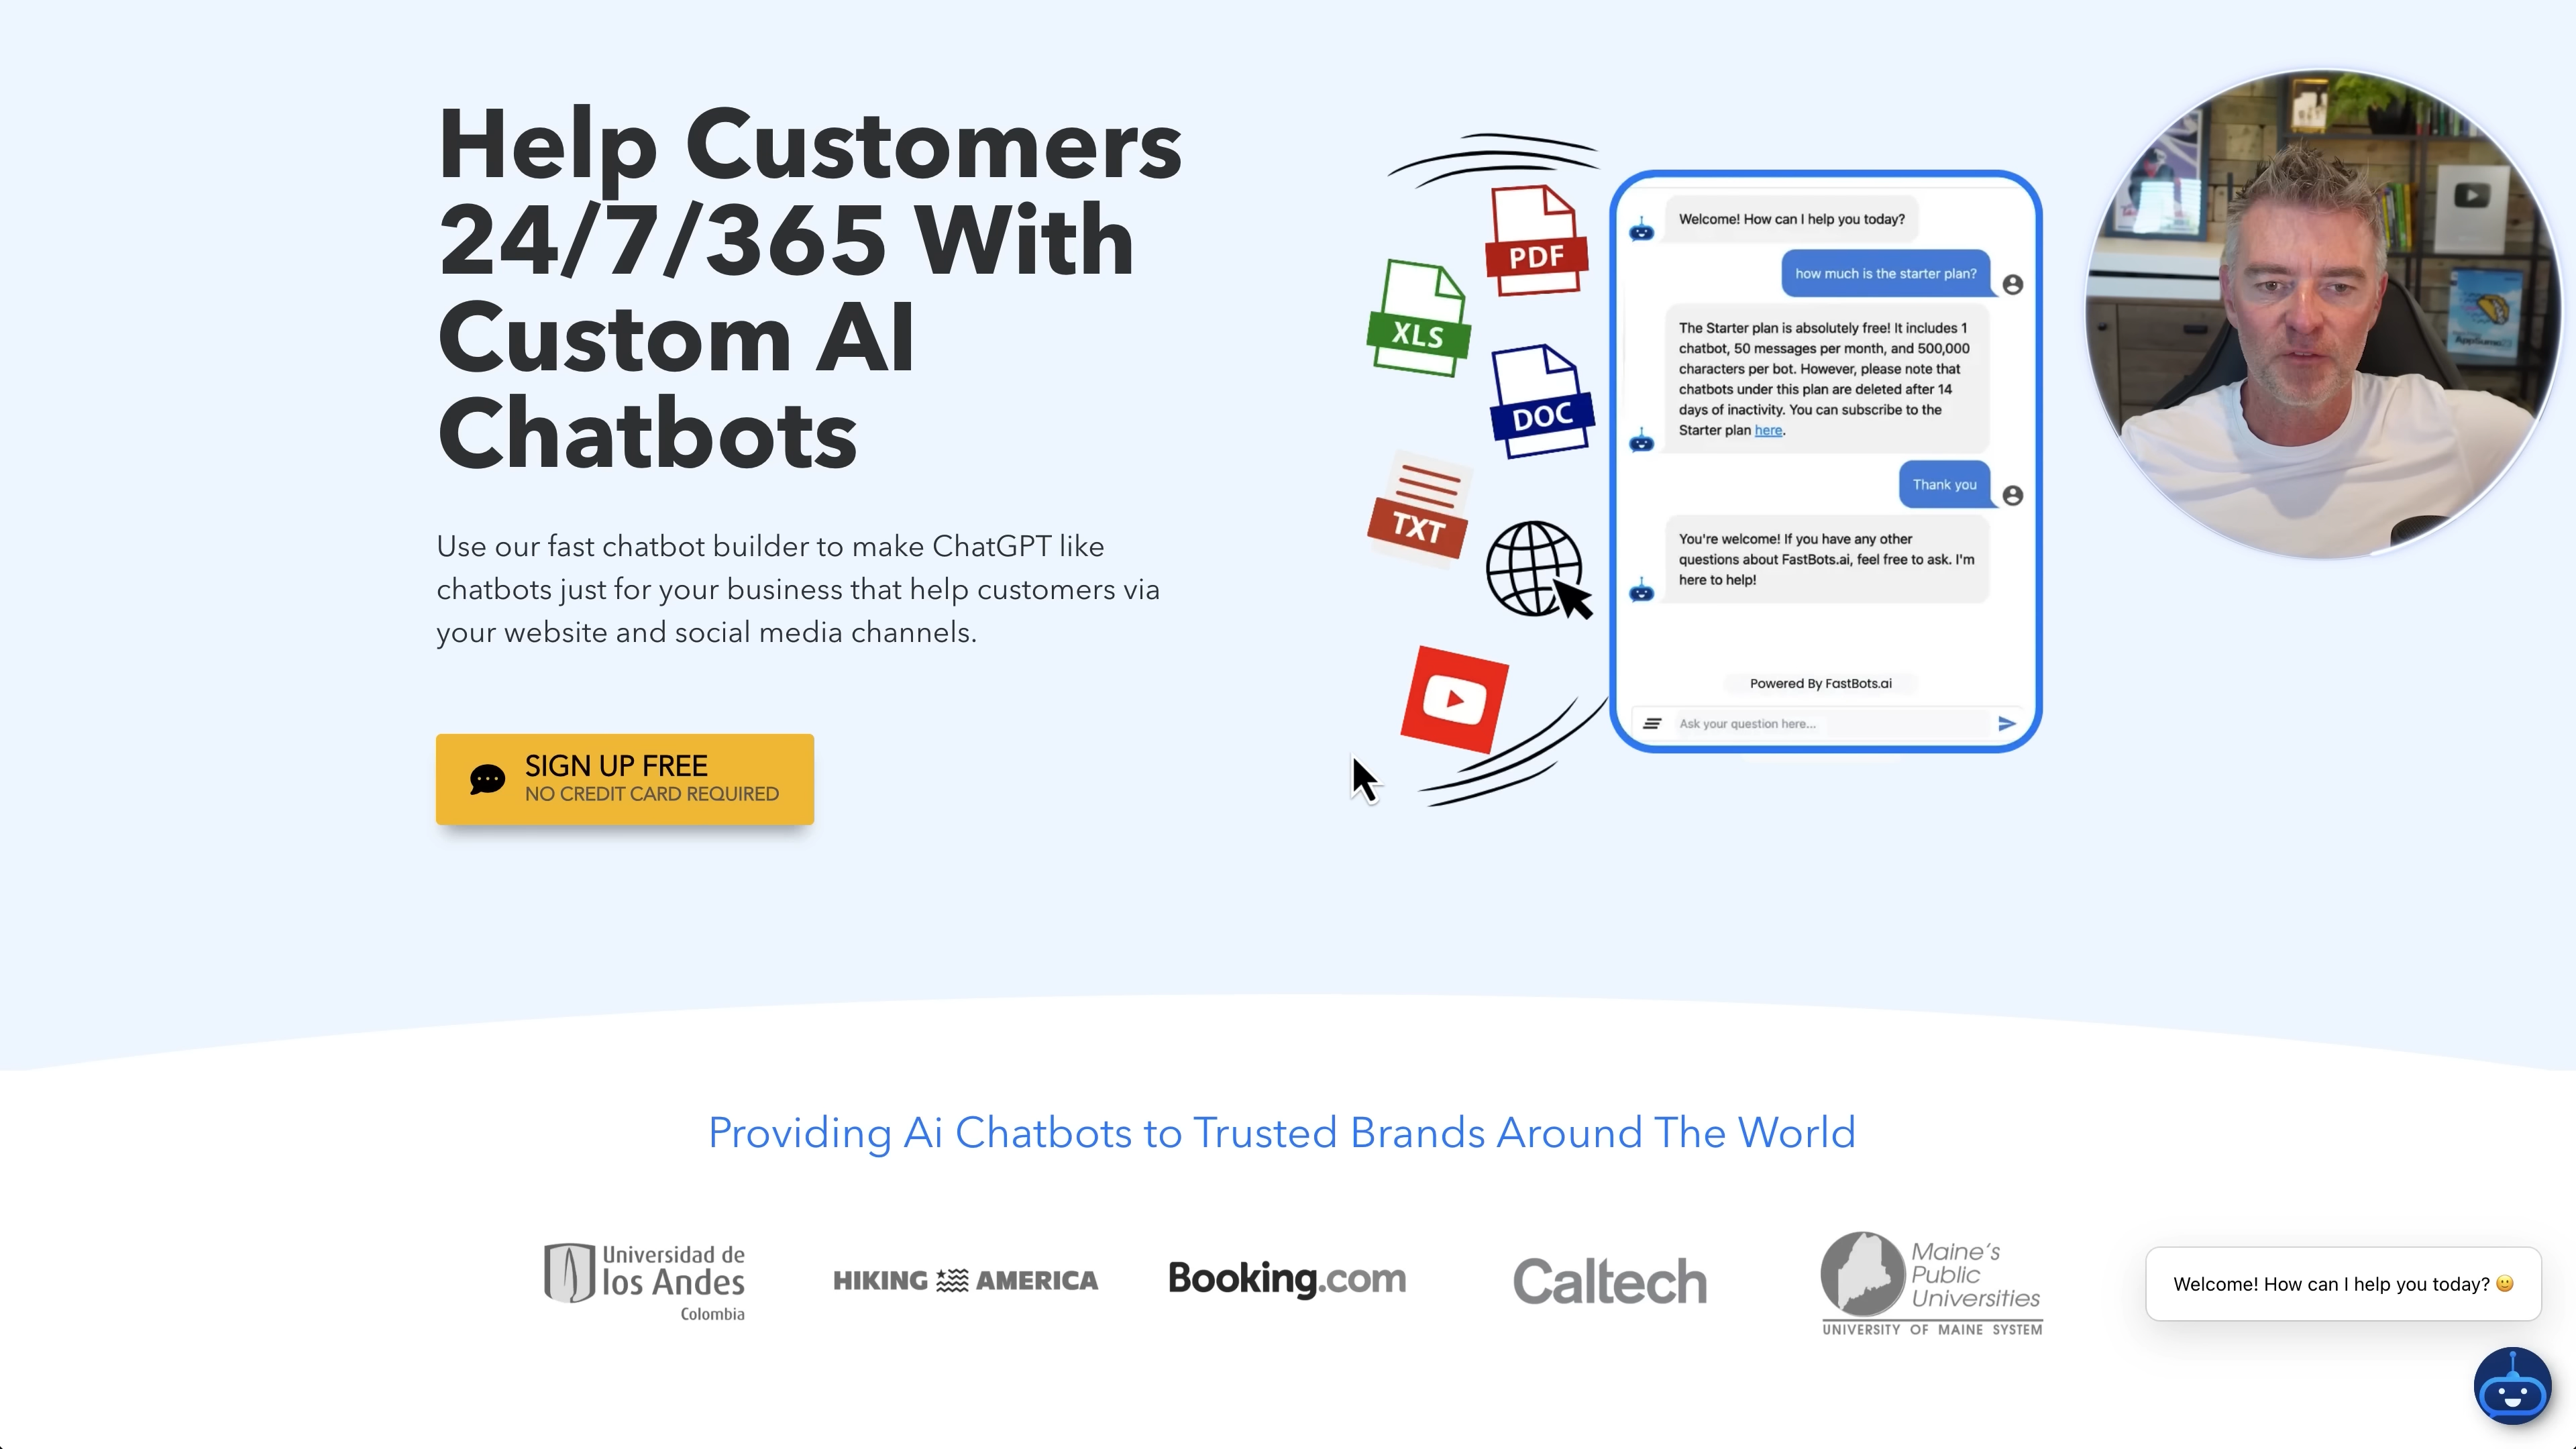 Help Customers
24/7/365 With
Custom AI
Chatbots
Use our fast chatbot builder to make ChatGPT like
chatbots just for your business that help customers via
your website and social media channels.
SIGN UP FREE
NO CREDIT CARD REQUIRED
PDF
XLS
DOC
TXT
Welcome! How can I help you today?
how much is the starter plan?
The Starter plan is absolutely free! It includes 1
chatbot, 50 messages per month, and 500,000
characters per bot. However, please note that
chatbots under this plan are deleted after 14
days of inactivity. You can subscribe to the
Starter plan here.
Thank you
You're welcome! If you have any other
questions about FastBots.ai, feel free to ask. I'm
here to help!
Powered By FastBots.ai
Ask your question here...
Providing Ai Chatbots to Trusted Brands Around The World
Universidad de
los Andes
Colombia
HIKING AMERICA
Booking.com
Caltech
Maine's
Public
Universities
UNIVERSITY OF MAINE SYSTEM
Welcome! How can I help you today? 🙂